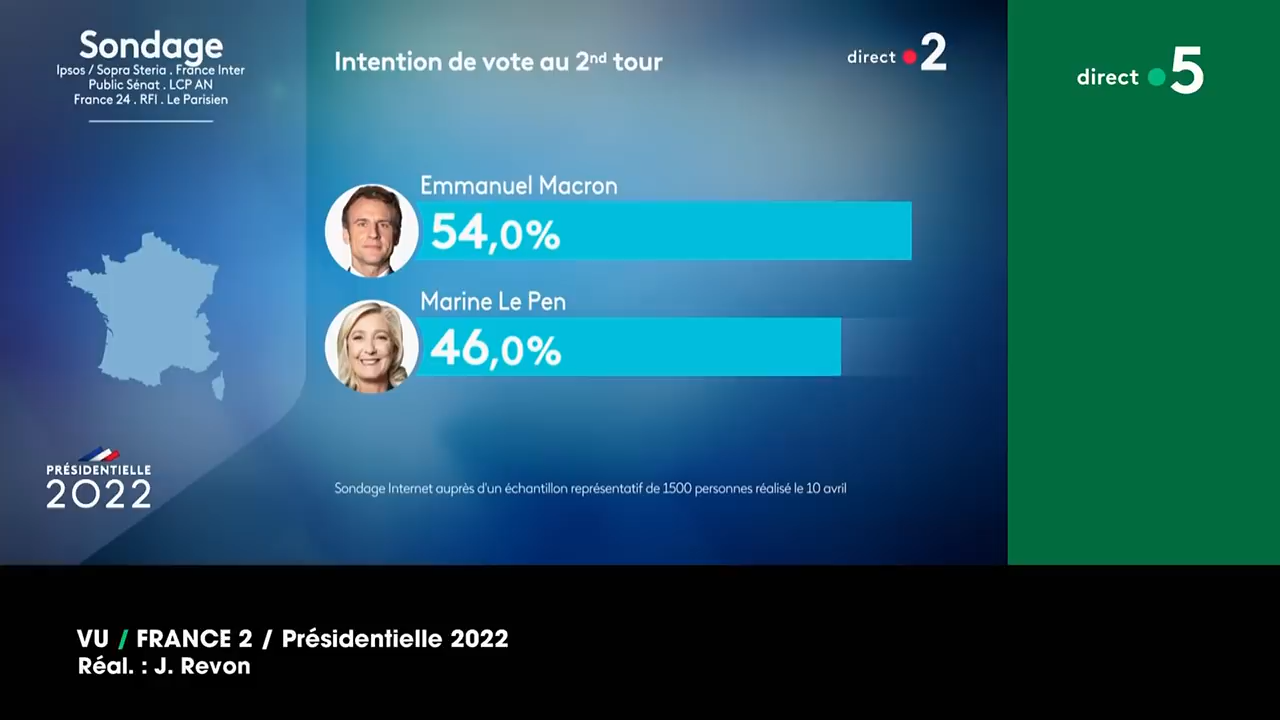 Sondage
Ipsos / Sopra Steria . France Inter
Public Sénat . LCP AN
France 24 . RFI . Le Parisien
Intention de vote au 2nd tour
direct 2
direct 5
Emmanuel Macron
54,0%
Marine Le Pen
46,0%
PRÉSIDENTIELLE
2022
Sondage Internet auprès d'un échantillon représentatif de 1500 personnes réalisé le 10 avril
VU / FRANCE 2 / Présidentielle 2022
Réal. : J. Revon